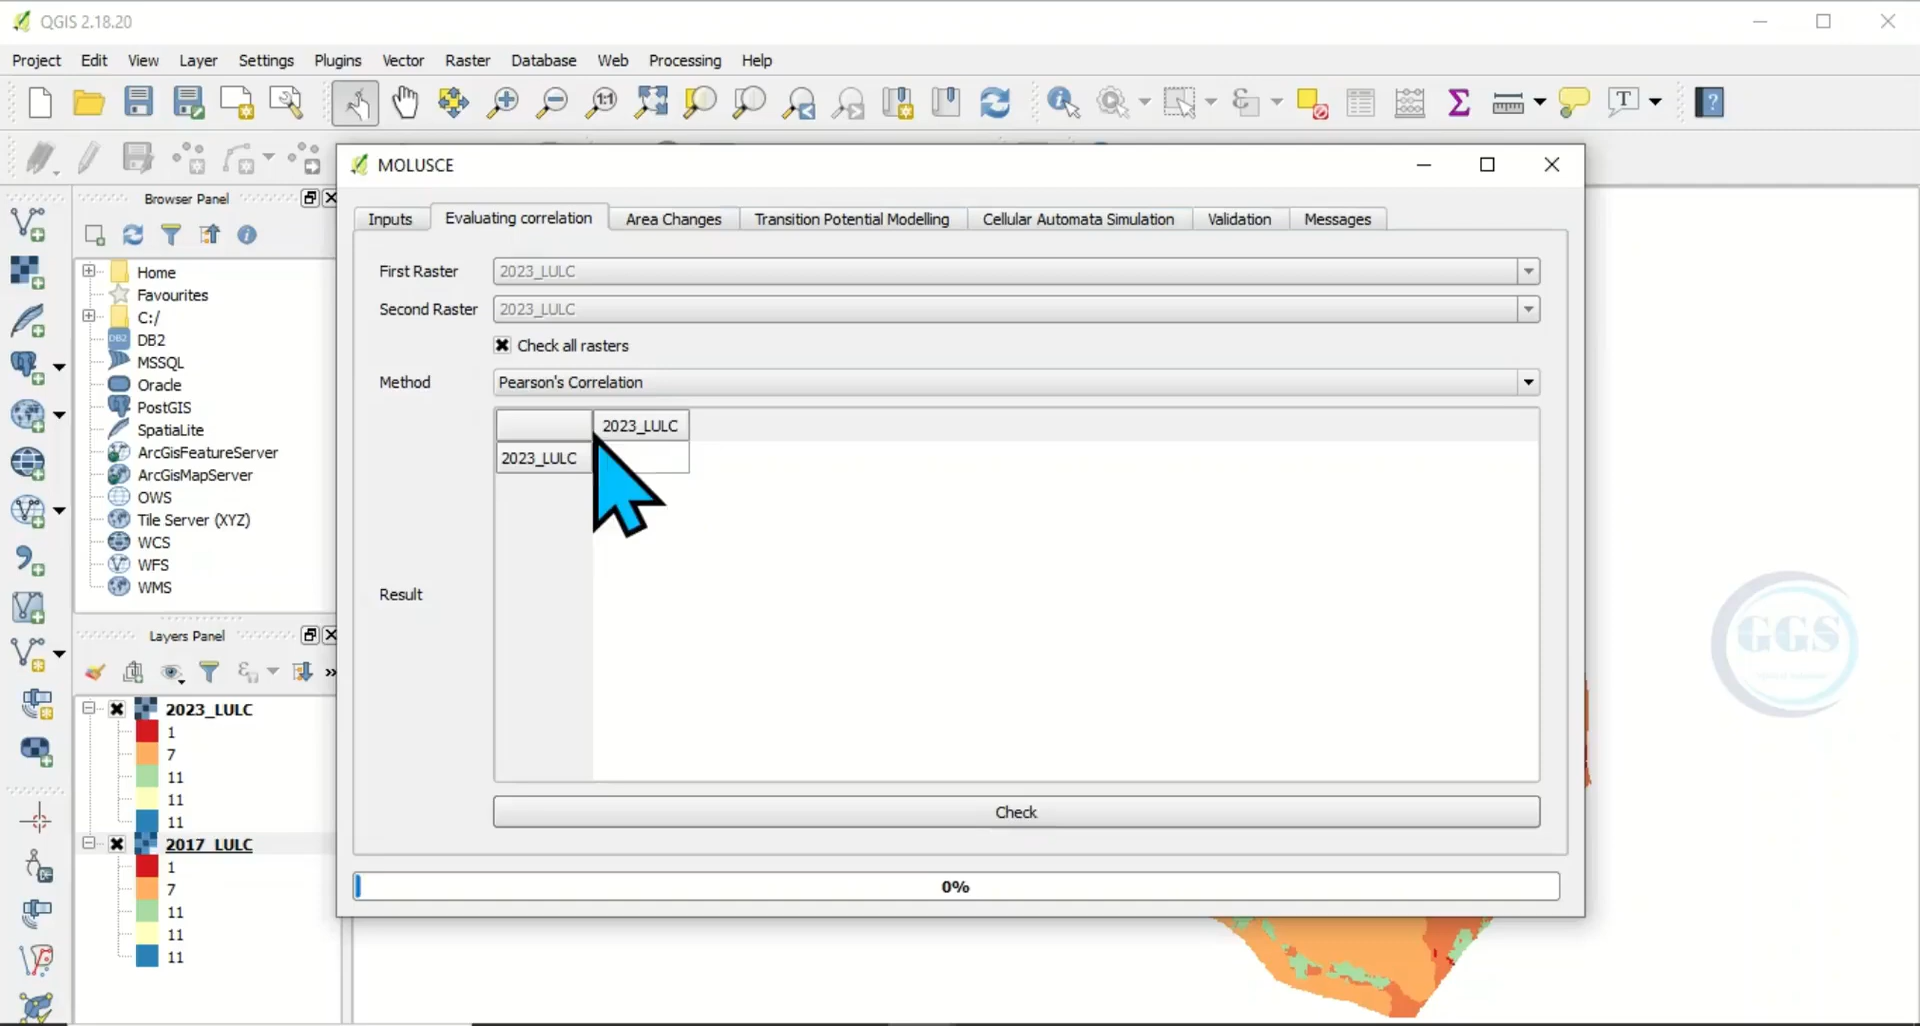 QGIS 2.18.20
Project Edit View Layer Settings Plugins Vector Raster Database Web Processing Help
1:1
T
?
MOLUSCE
Browser Panel
Inputs Evaluating correlation Area Changes Transition Potential Modelling Cellular Automata Simulation Validation Messages
Home
Favourites
C:/
DB2 DB2
MSSQL
Oracle
PostGIS
SpatiaLite
ArcGisFeatureServer
ArcGisMapServer
OWS
Tile Server (XYZ)
WCS
WFS
WMS
First Raster 2023_LULC
Second Raster 2023_LULC
Check all rasters
Method Pearson's Correlation
2023_LULC
2023_LULC
Result
Check
0%
Layers Panel
2023_LULC
1
7
11
11
11
2017_LULC
1
7
11
11
11
GGS